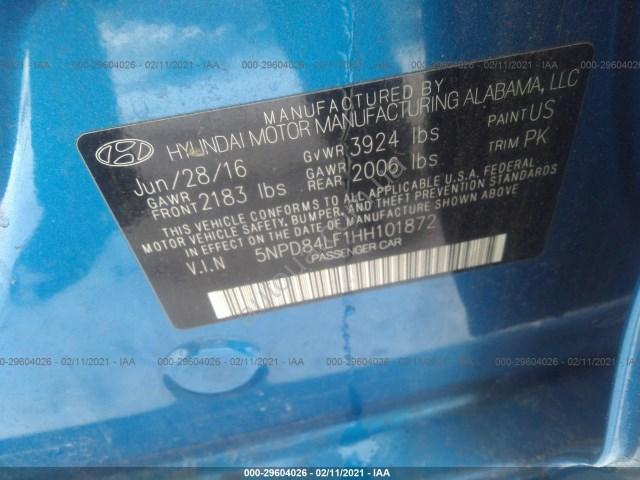 000-29604026 - 02/11/2021 - IAA
MANUFACTURED BY
HYUNDAI MOTOR MANUFACTURING ALABAMA, LLC
Jun/28/16 GVWR 3924 lbs PAINT US
GAWR FRONT 2183 lbs GAWR REAR 2006 lbs TRIM PK
THIS VEHICLE CONFORMS TO ALL APPLICABLE U.S.A. FEDERAL
MOTOR VEHICLE SAFETY, BUMPER, AND THEFT PREVENTION STANDARDS
IN EFFECT ON THE DATE OF MANUFACTURE SHOWN ABOVE.
V.I.N 5NPD84LF1HH101872
PASSENGER CAR
000-29604026 - 02/11/2021 - IAA
000-29604026 - 02/11/2021 - IAA